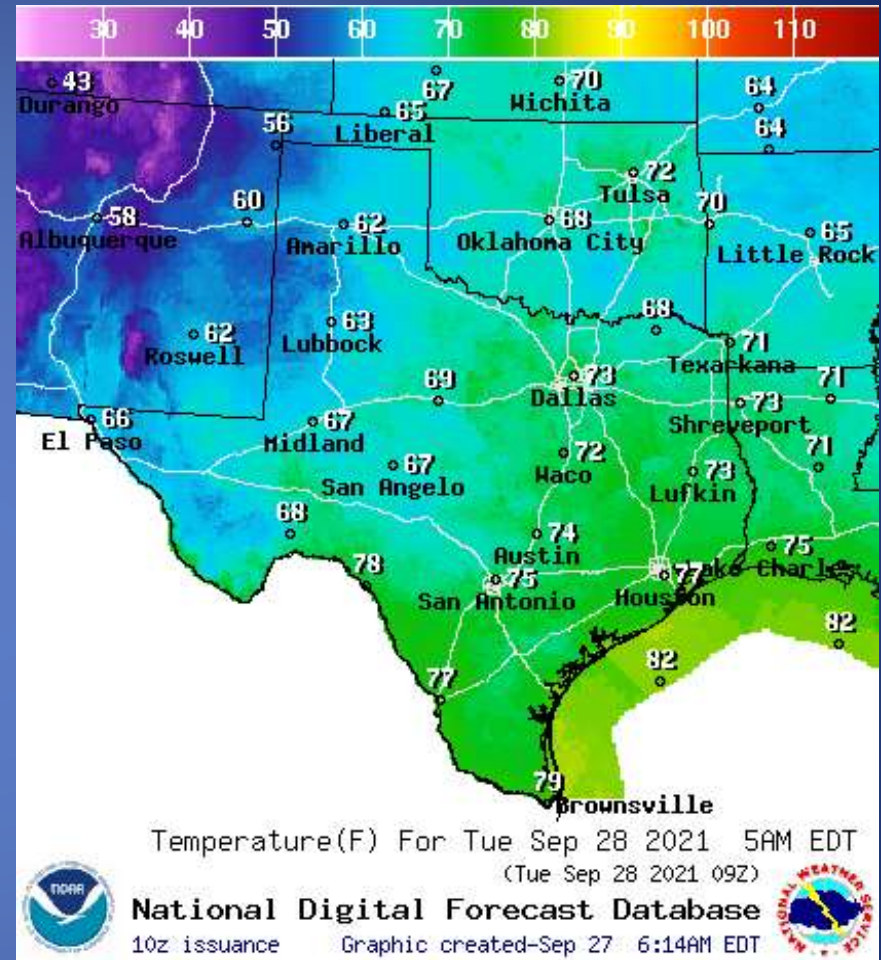 30 40 50 60 70 80 90 100 110
43 67 70 64
Durango Wichita
65
Liberal
56 64
72
Tulsa
58 60 62 68 70 65
Albuquerque Amarillo Oklahoma City Little Rock
62 63 68 71
Roswell Lubbock Texarkana
69 73 73 71
Dallas Shreveport
66 67
El Paso Midland
67 72 73 71
San Angelo Waco Lufkin
68 74 75
Austin
78 75 77 Lake Charles
San Antonio Houston
82
77 82
79
Brownsville
Temperature(F) For Tue Sep 28 2021 5AM EDT
(Tue Sep 28 2021 09Z)
NOAA
NATIONAL WEATHER SERVICE
National Digital Forecast Database
10z issuance Graphic created-Sep 27 6:14AM EDT